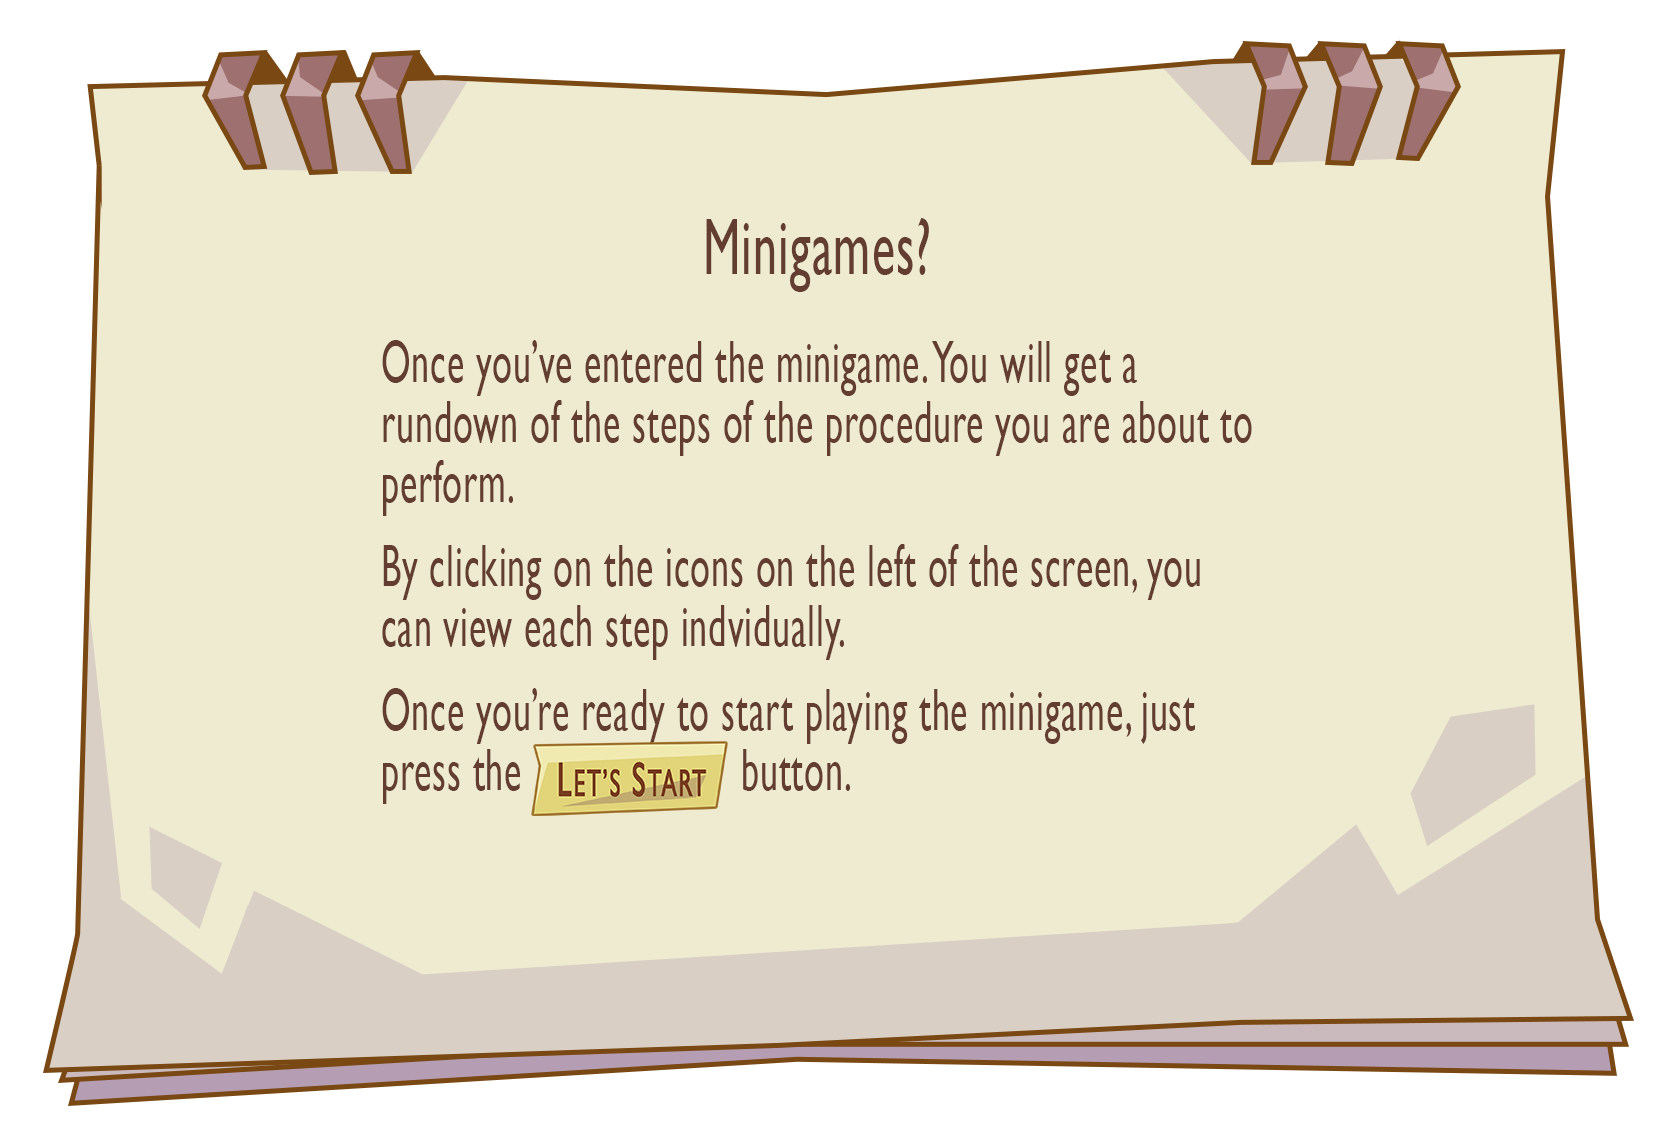 Minigames?
Once you’ve entered the minigame. You will get a
rundown of the steps of the procedure you are about to
perform.
By clicking on the icons on the left of the screen, you
can view each step indvidually.
Once you’re ready to start playing the minigame, just
press the LET’S START button.